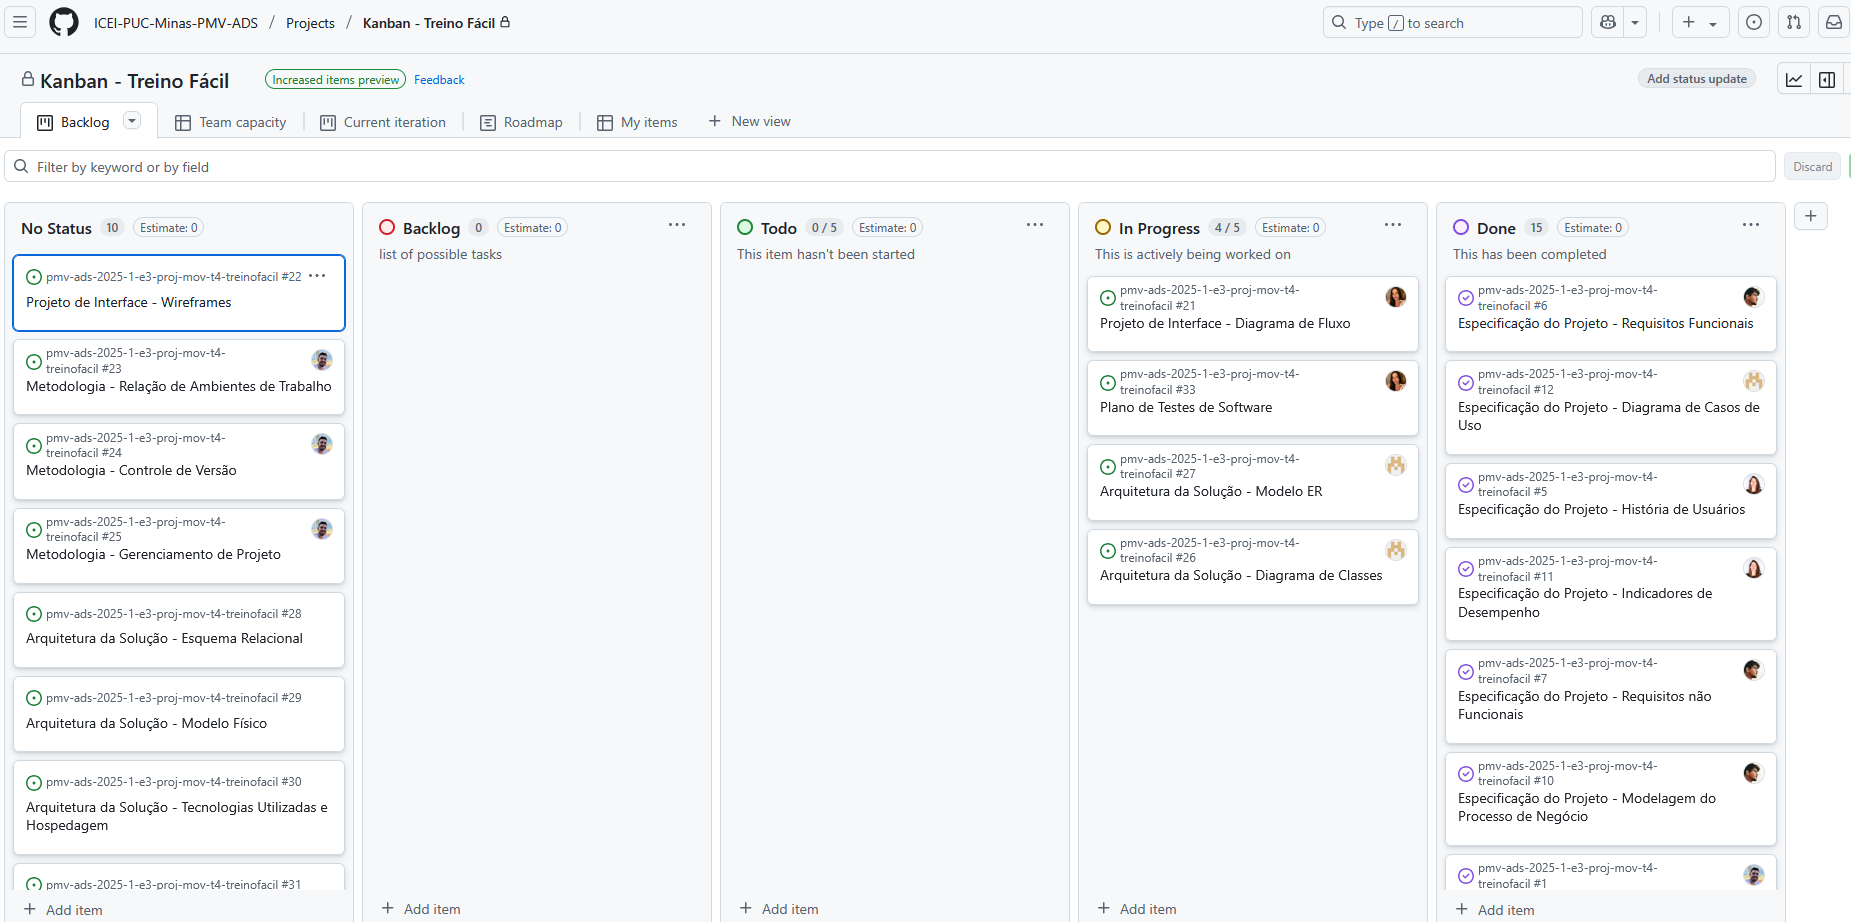 ICEI-PUC-Minas-PMV-ADS / Projects / Kanban - Treino Fácil
Type / to search
Kanban - Treino Fácil
Increased items preview
Feedback
Add status update
Backlog
Team capacity
Current iteration
Roadmap
My items
New view
Filter by keyword or by field
Discard
No Status 10 Estimate: 0
pmv-ads-2025-1-e3-proj-mov-t4-treinofacil #22
Projeto de Interface - Wireframes
pmv-ads-2025-1-e3-proj-mov-t4-
treinofacil #23
Metodologia - Relação de Ambientes de Trabalho
pmv-ads-2025-1-e3-proj-mov-t4-
treinofacil #24
Metodologia - Controle de Versão
pmv-ads-2025-1-e3-proj-mov-t4-
treinofacil #25
Metodologia - Gerenciamento de Projeto
pmv-ads-2025-1-e3-proj-mov-t4-treinofacil #28
Arquitetura da Solução - Esquema Relacional
pmv-ads-2025-1-e3-proj-mov-t4-treinofacil #29
Arquitetura da Solução - Modelo Físico
pmv-ads-2025-1-e3-proj-mov-t4-treinofacil #30
Arquitetura da Solução - Tecnologias Utilizadas e
Hospedagem
pmv-ads-2025-1-e3-proj-mov-t4-treinofacil #31
Add item
Backlog 0 Estimate: 0
list of possible tasks
Add item
Todo 0 / 5 Estimate: 0
This item hasn't been started
Add item
In Progress 4 / 5 Estimate: 0
This is actively being worked on
pmv-ads-2025-1-e3-proj-mov-t4-
treinofacil #21
Projeto de Interface - Diagrama de Fluxo
pmv-ads-2025-1-e3-proj-mov-t4-
treinofacil #33
Plano de Testes de Software
pmv-ads-2025-1-e3-proj-mov-t4-
treinofacil #27
Arquitetura da Solução - Modelo ER
pmv-ads-2025-1-e3-proj-mov-t4-
treinofacil #26
Arquitetura da Solução - Diagrama de Classes
Add item
Done 15 Estimate: 0
This has been completed
pmv-ads-2025-1-e3-proj-mov-t4-
treinofacil #6
Especificação do Projeto - Requisitos Funcionais
pmv-ads-2025-1-e3-proj-mov-t4-
treinofacil #12
Especificação do Projeto - Diagrama de Casos de
Uso
pmv-ads-2025-1-e3-proj-mov-t4-
treinofacil #5
Especificação do Projeto - História de Usuários
pmv-ads-2025-1-e3-proj-mov-t4-
treinofacil #11
Especificação do Projeto - Indicadores de
Desempenho
pmv-ads-2025-1-e3-proj-mov-t4-
treinofacil #7
Especificação do Projeto - Requisitos não
Funcionais
pmv-ads-2025-1-e3-proj-mov-t4-
treinofacil #10
Especificação do Projeto - Modelagem do
Processo de Negócio
pmv-ads-2025-1-e3-proj-mov-t4-
treinofacil #1
Add item